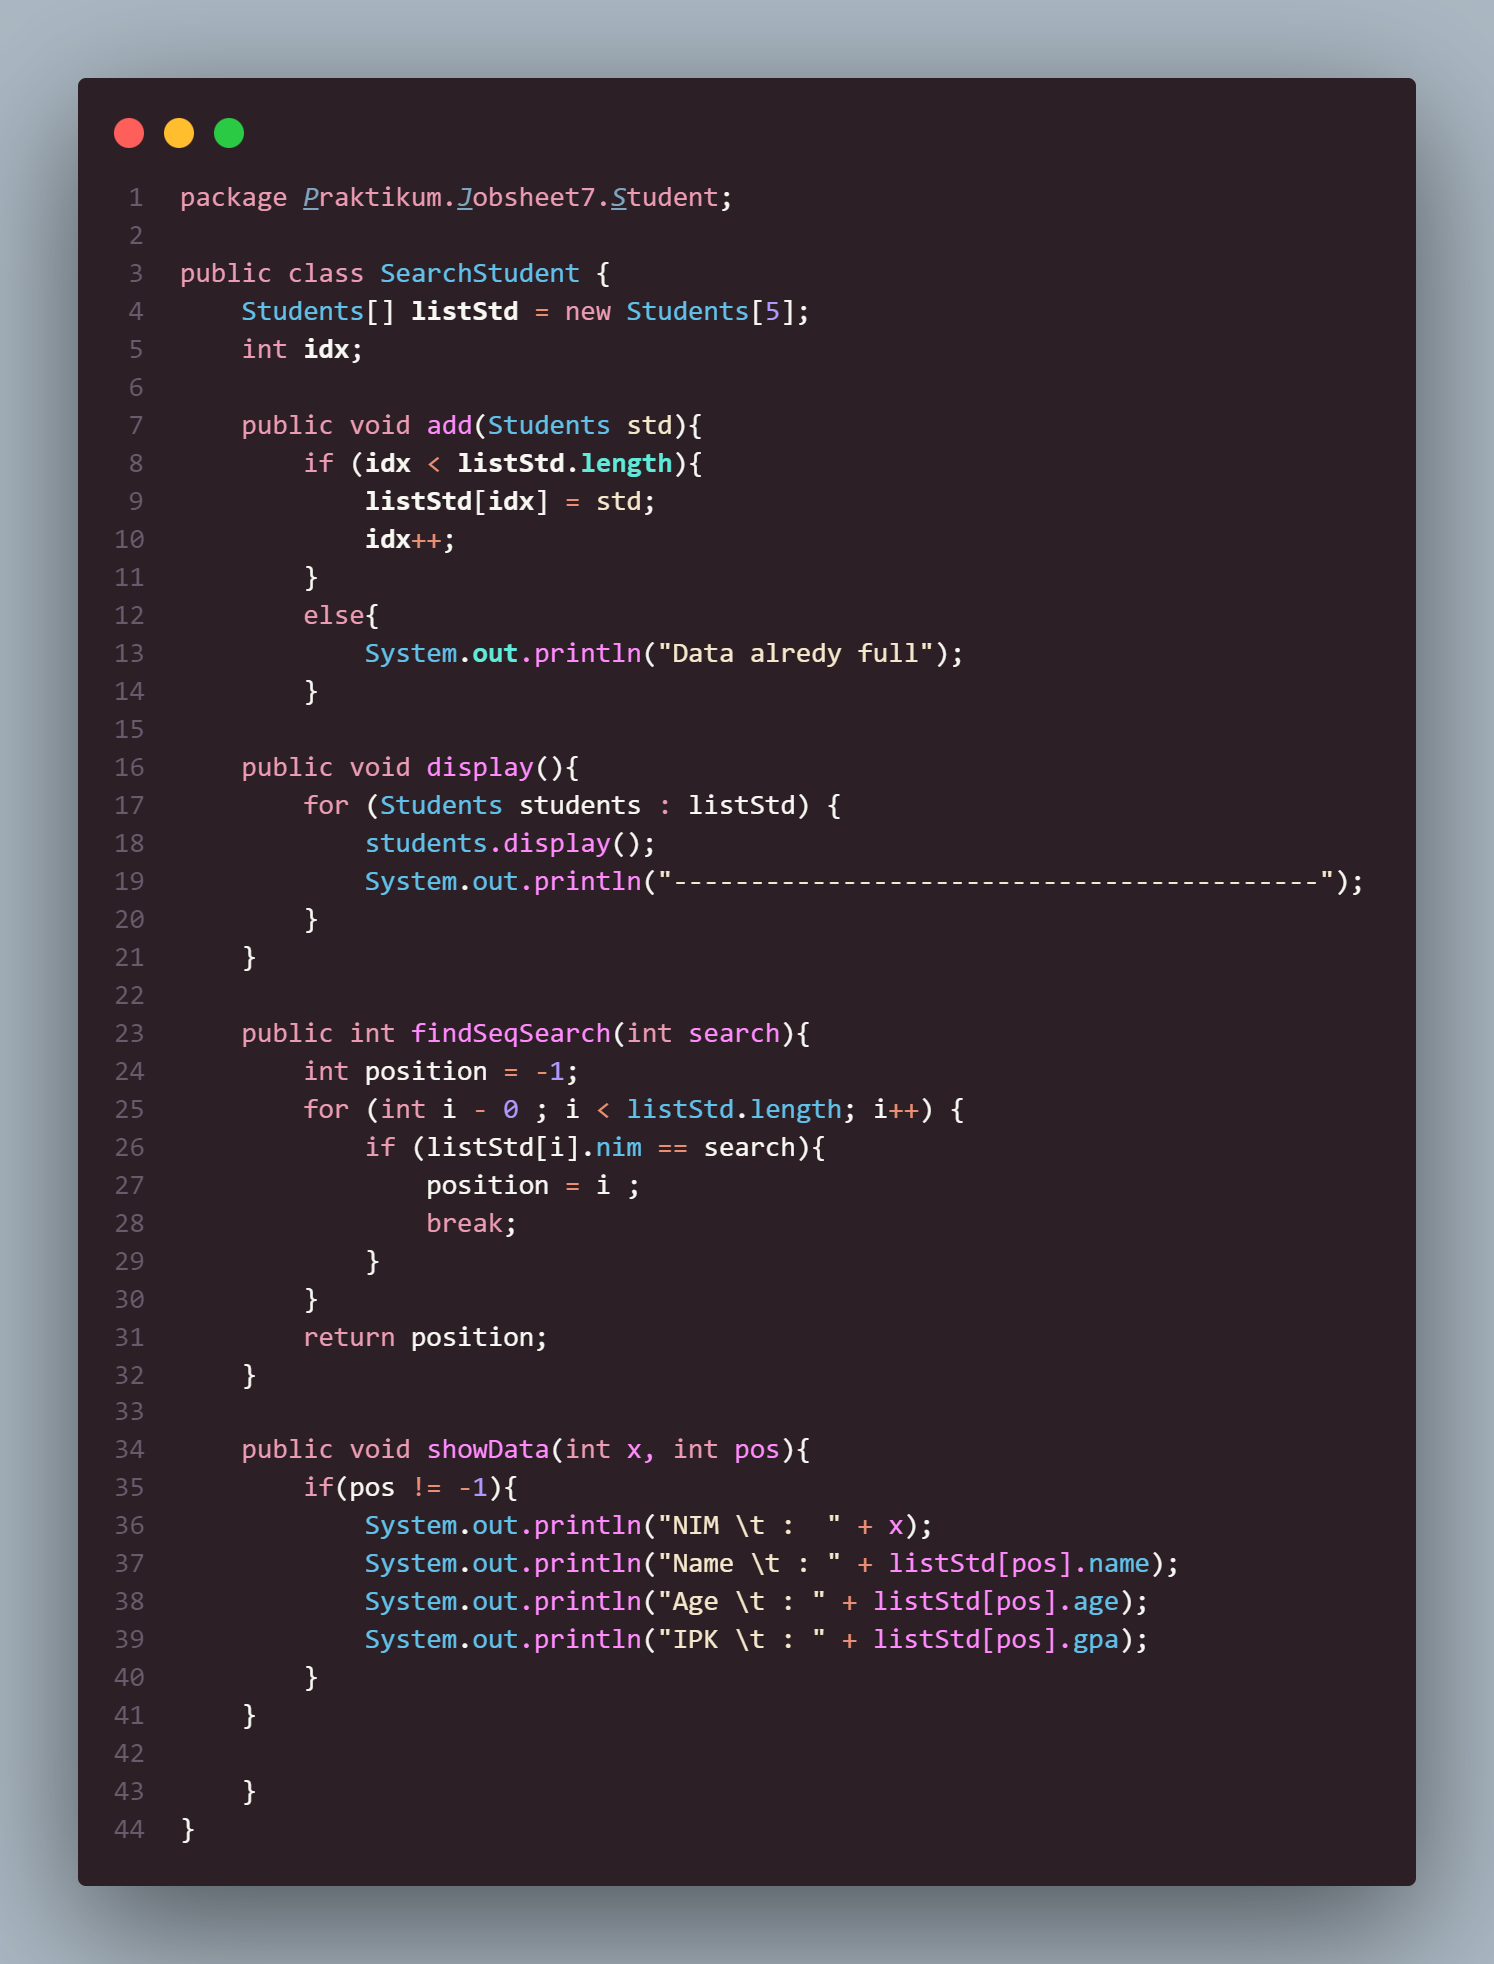 1 package Praktikum.Jobsheet7.Student;
2
3 public class SearchStudent {
4     Students[] listStd = new Students[5];
5     int idx;
6
7     public void add(Students std){
8         if (idx < listStd.length){
9             listStd[idx] = std;
10             idx++;
11         }
12         else{
13             System.out.println("Data alredy full");
14         }
15
16     public void display(){
17         for (Students students : listStd) {
18             students.display();
19             System.out.println("------------------------------------------");
20         }
21     }
22
23     public int findSeqSearch(int search){
24         int position = -1;
25         for (int i - 0 ; i < listStd.length; i++) {
26             if (listStd[i].nim == search){
27                 position = i ;
28                 break;
29             }
30         }
31         return position;
32     }
33
34     public void showData(int x, int pos){
35         if(pos != -1){
36             System.out.println("NIM \t :  " + x);
37             System.out.println("Name \t : " + listStd[pos].name);
38             System.out.println("Age \t : " + listStd[pos].age);
39             System.out.println("IPK \t : " + listStd[pos].gpa);
40         }
41     }
42
43     }
44 }